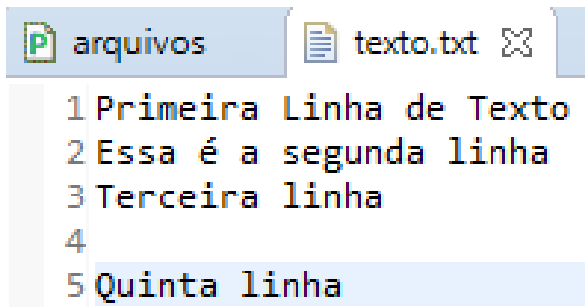 arquivos texto.txt
1 Primeira Linha de Texto
2 Essa é a segunda linha
3 Terceira linha
4
5 Quinta linha